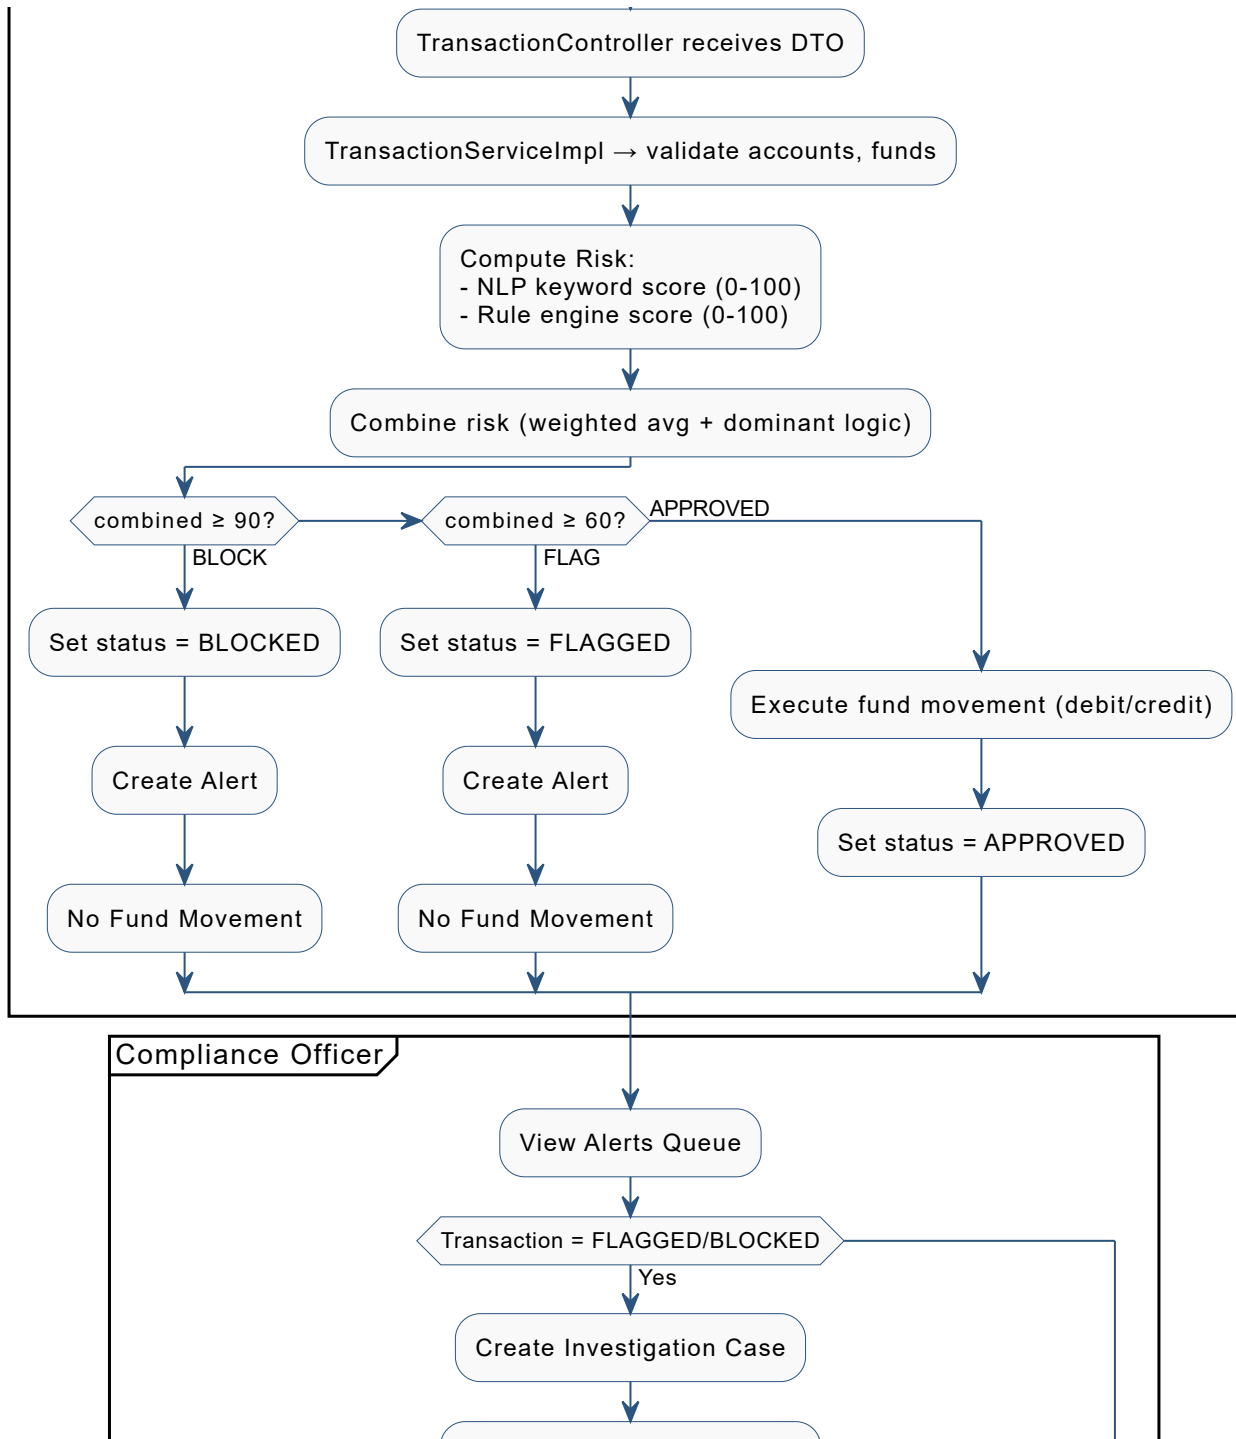 TransactionController receives DTO
TransactionServiceImpl → validate accounts, funds
Compute Risk:
- NLP keyword score (0-100)
- Rule engine score (0-100)
Combine risk (weighted avg + dominant logic)
combined ≥ 90?
combined ≥ 60?
APPROVED
BLOCK
FLAG
Set status = BLOCKED
Set status = FLAGGED
Execute fund movement (debit/credit)
Create Alert
Create Alert
Set status = APPROVED
No Fund Movement
No Fund Movement
Compliance Officer
View Alerts Queue
Transaction = FLAGGED/BLOCKED
Yes
Create Investigation Case